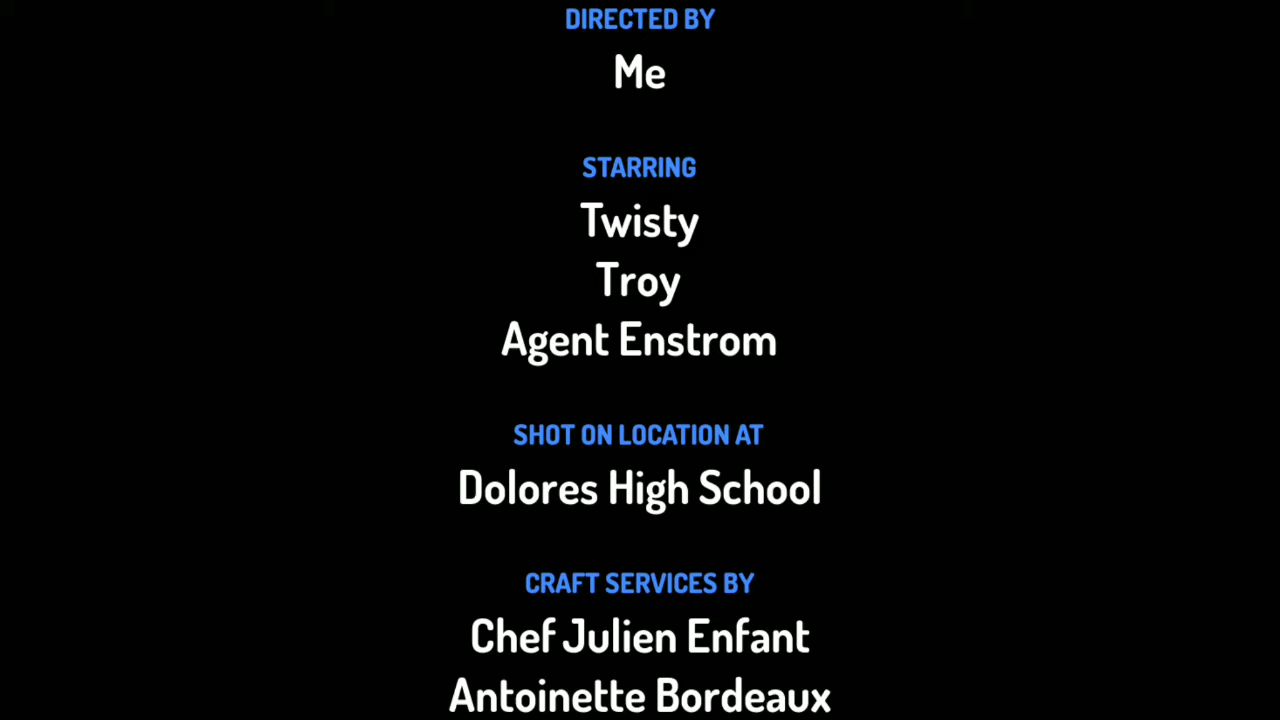 DIRECTED BY
Me
STARRING
Twisty
Troy
Agent Enstrom
SHOT ON LOCATION AT
Dolores High School
CRAFT SERVICES BY
Chef Julien Enfant
Antoinette Bordeaux